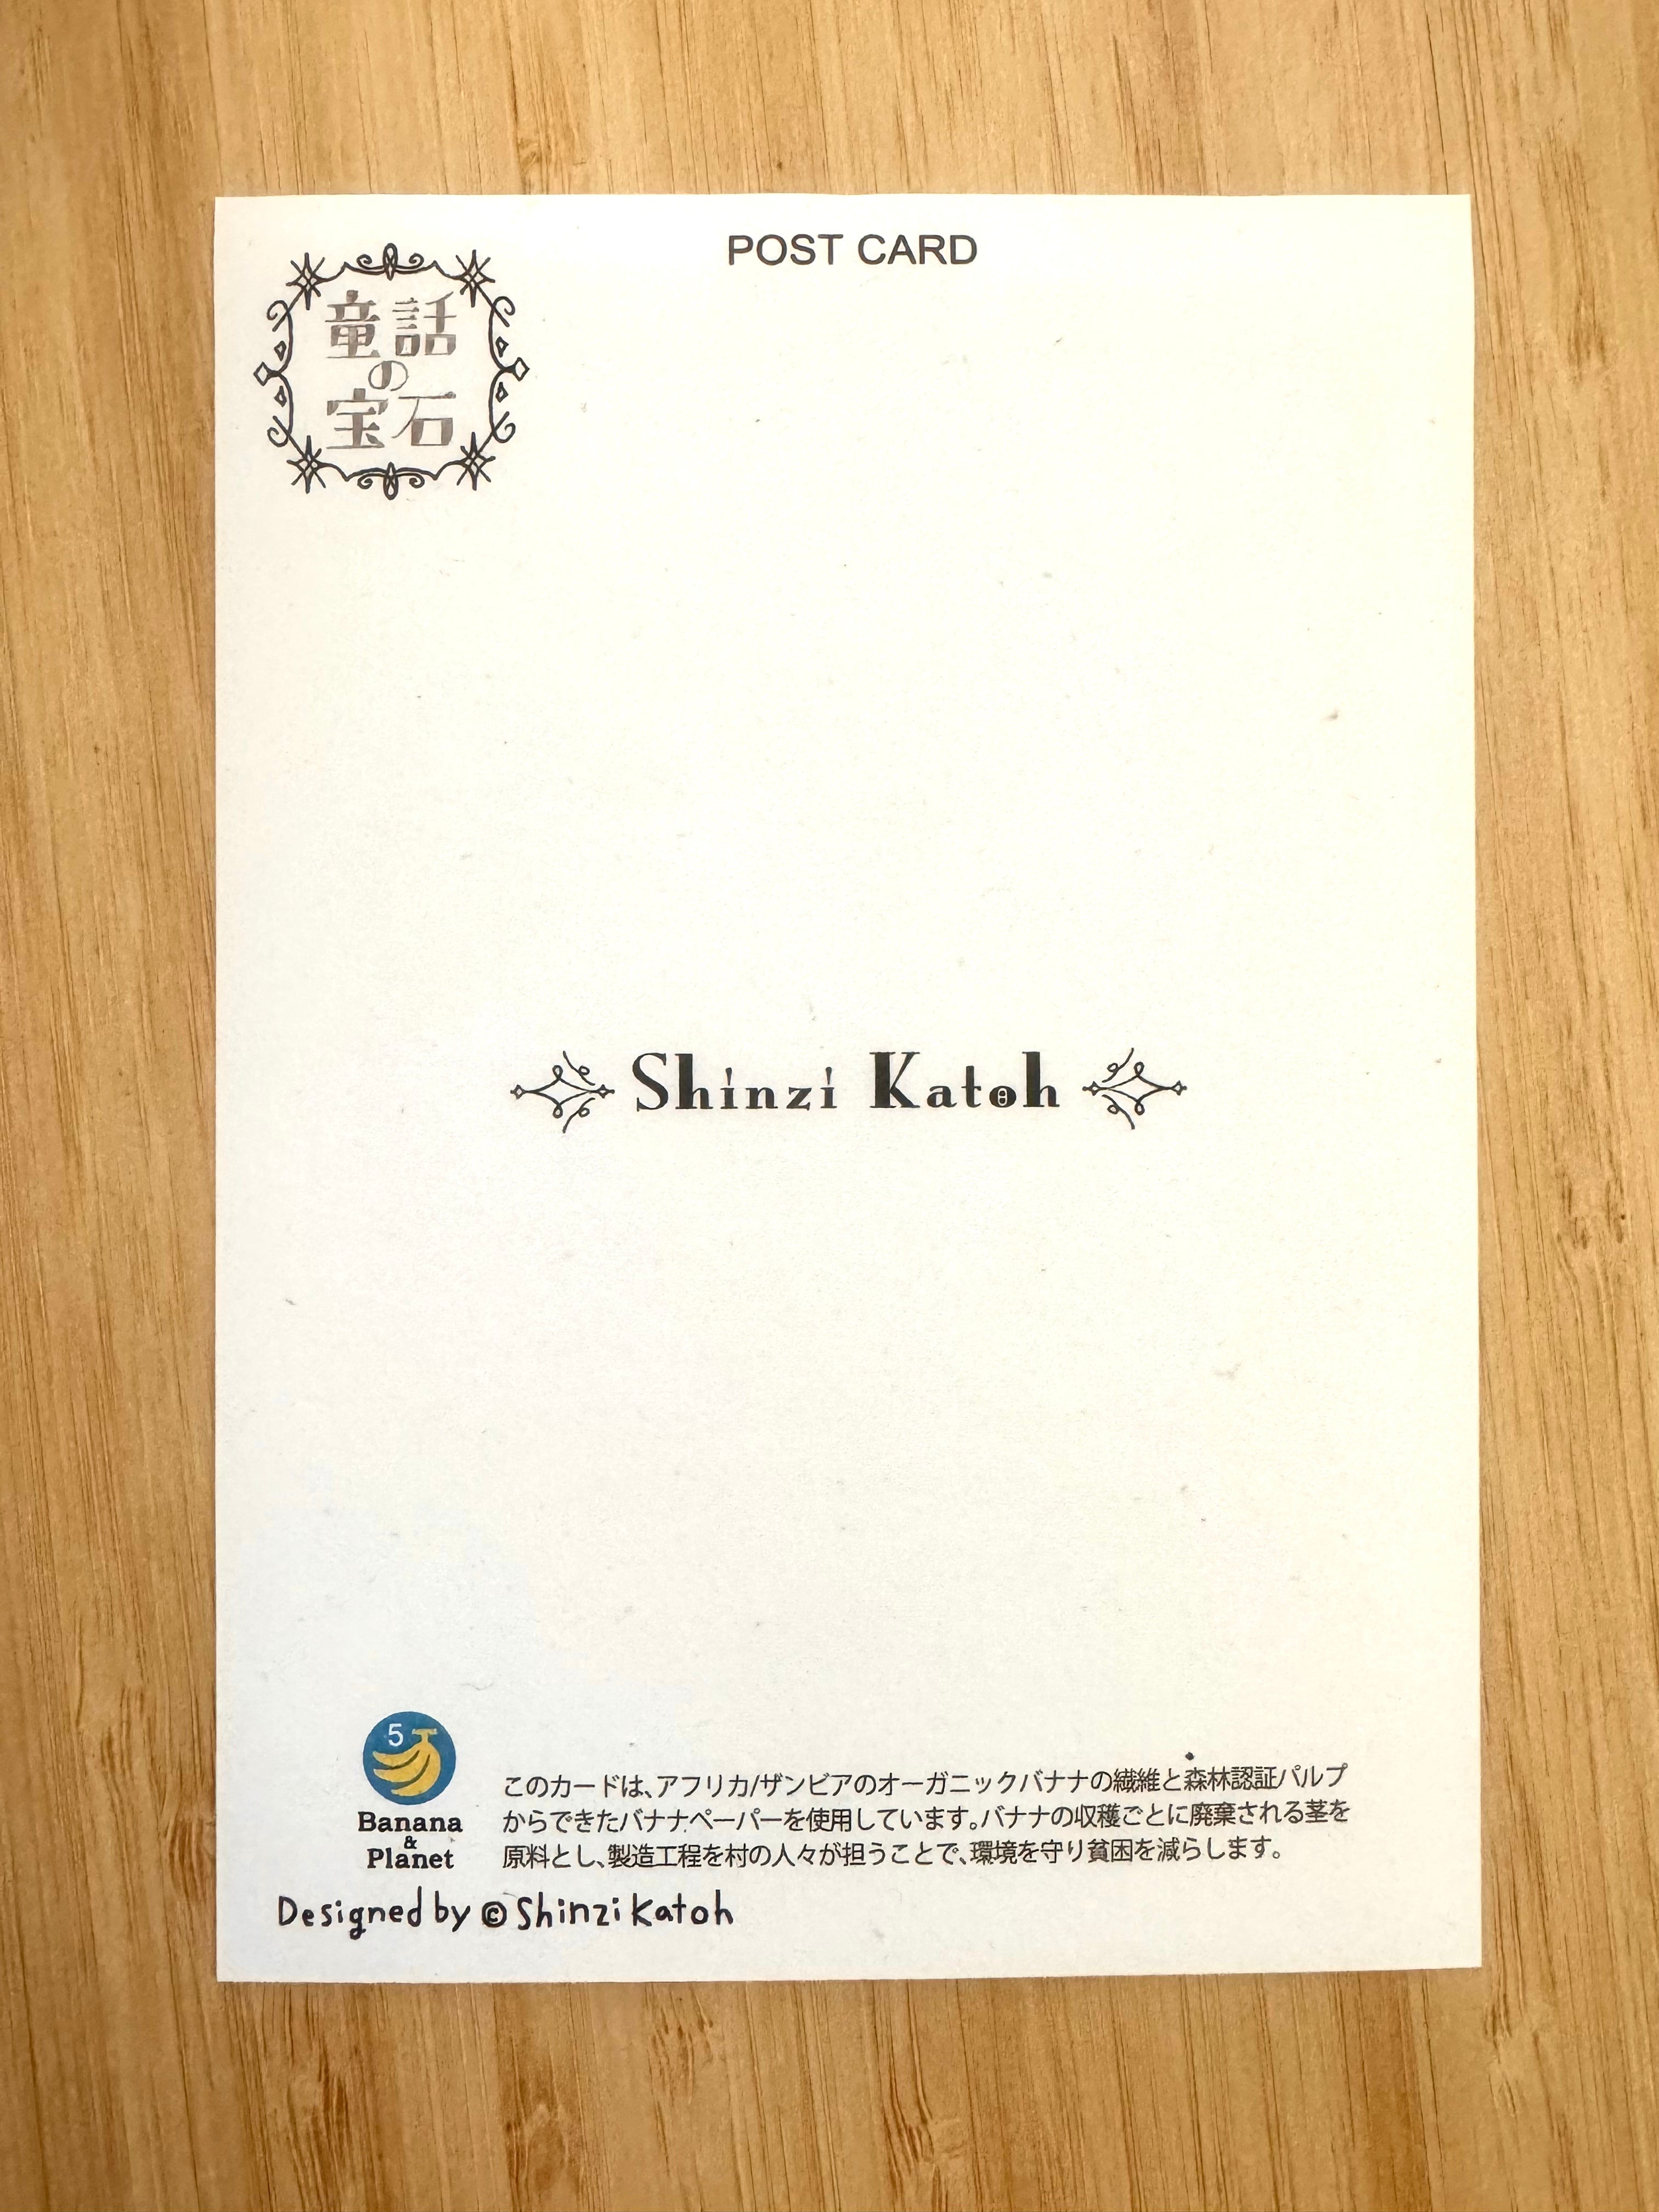 POST CARD
童話
の
宝石
Shinzi Katoh
5
Banana
&
Planet
このカードは、アフリカ/ザンビアのオーガニックバナナの繊維と森林認証パルプ
からできたバナナペーパーを使用しています。バナナの収穫ごとに廃棄される茎を
原料とし、製造工程を村の人々が担うことで、環境を守り貧困を減らします。
Designed by © Shinzi Katoh